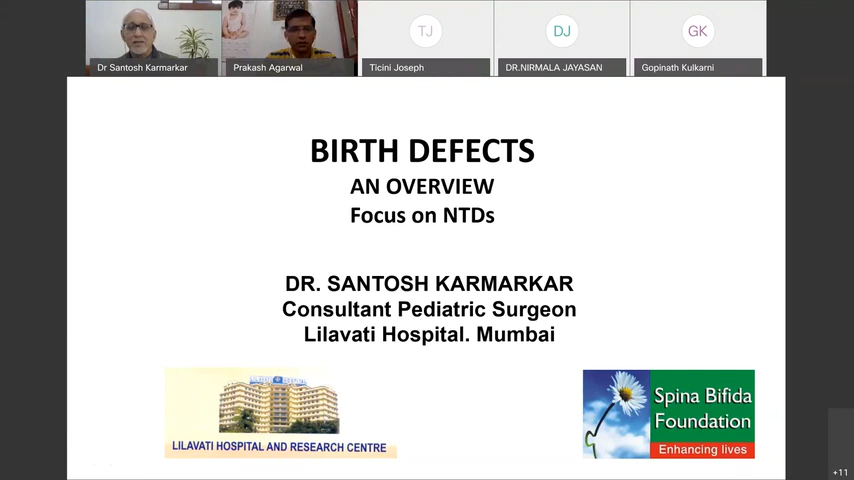 Dr Santosh Karmarkar
Prakash Agarwal
TJ
Ticini Joseph
DJ
DR.NIRMALA JAYASAN
GK
Gopinath Kulkarni
BIRTH DEFECTS
AN OVERVIEW
Focus on NTDs
DR. SANTOSH KARMARKAR
Consultant Pediatric Surgeon
Lilavati Hospital. Mumbai
LILAVATI HOSPITAL AND RESEARCH CENTRE
Spina Bifida
Foundation
Enhancing lives
+11